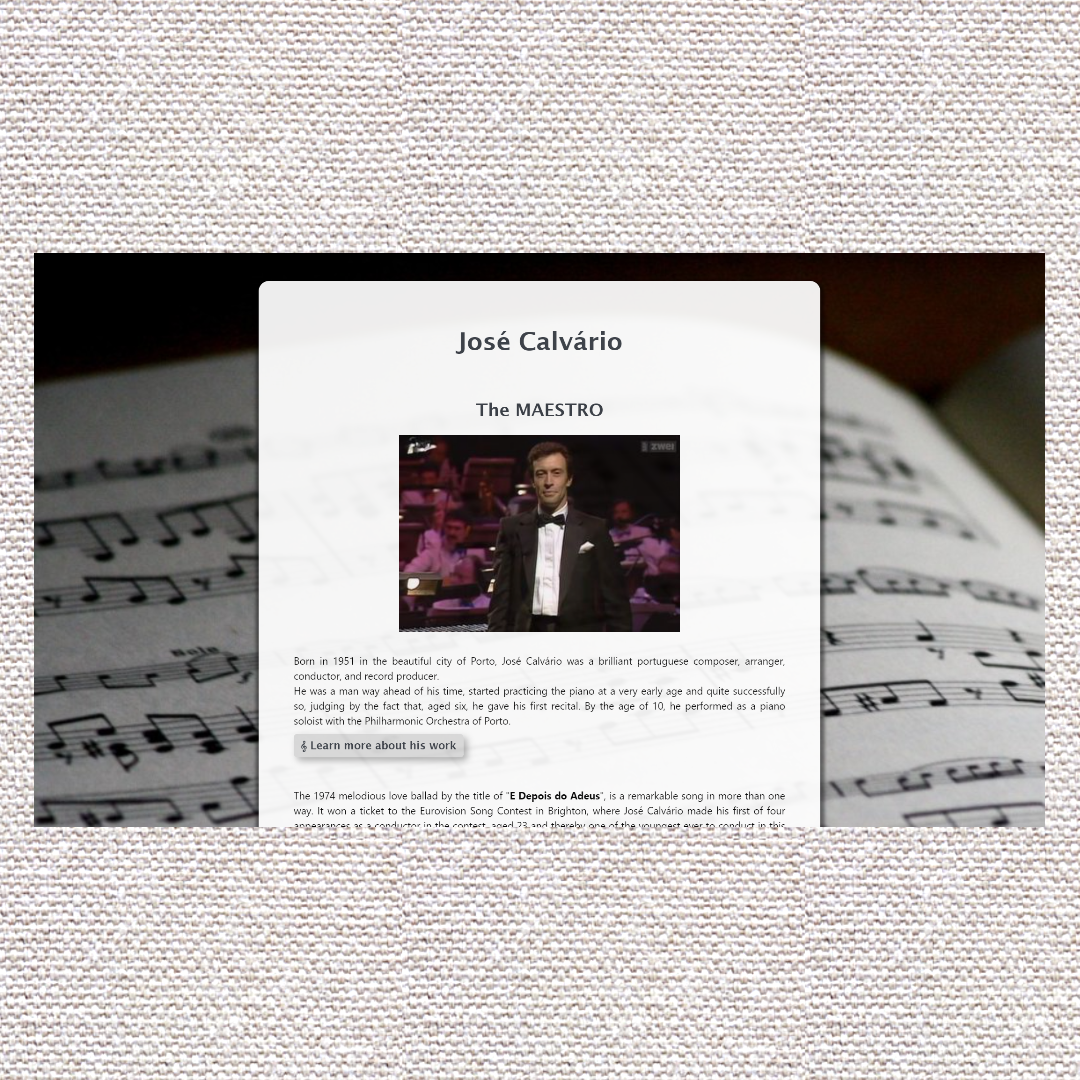 José Calvário
The MAESTRO
zwei
Born in 1951 in the beautiful city of Porto, José Calvário was a brilliant portuguese composer, arranger,
conductor, and record producer.
He was a man way ahead of his time, started practicing the piano at a very early age and quite successfully
so, judging by the fact that, aged six, he gave his first recital. By the age of 10, he performed as a piano
soloist with the Philharmonic Orchestra of Porto.
Solo
Learn more about his work
The 1974 melodious love ballad by the title of "E Depois do Adeus", is a remarkable song in more than one
way. It won a ticket to the Eurovision Song Contest in Brighton, where José Calvário made his first of four
appearances as a conductor in the contest, aged 23 and thereby one of the youngest ever to conduct in this